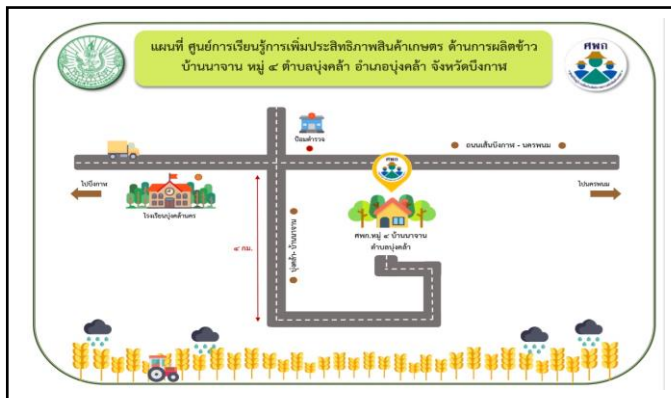 แผนที่ ศูนย์การเรียนรู้การเพิ่มประสิทธิภาพสินค้าเกษตร ด้านการผลิตข้าว
บ้านนาจาน หมู่ ๔ ตำบลบุ่งคล้า อำเภอบุ่งคล้า จังหวัดบึงกาฬ
ศพก
ป้อมตำรวจ
ถนนเส้นบึงกาฬ - นครพนม
ศพก
ไปบึงกาฬ
ไปนครพนม
โรงเรียนบุ่งคล้านคร
ศพก.หมู่ ๔ บ้านนาจาน
ตำบลบุ่งคล้า
๔ กม.
บุ่งคล้า- บ้านนาจาน